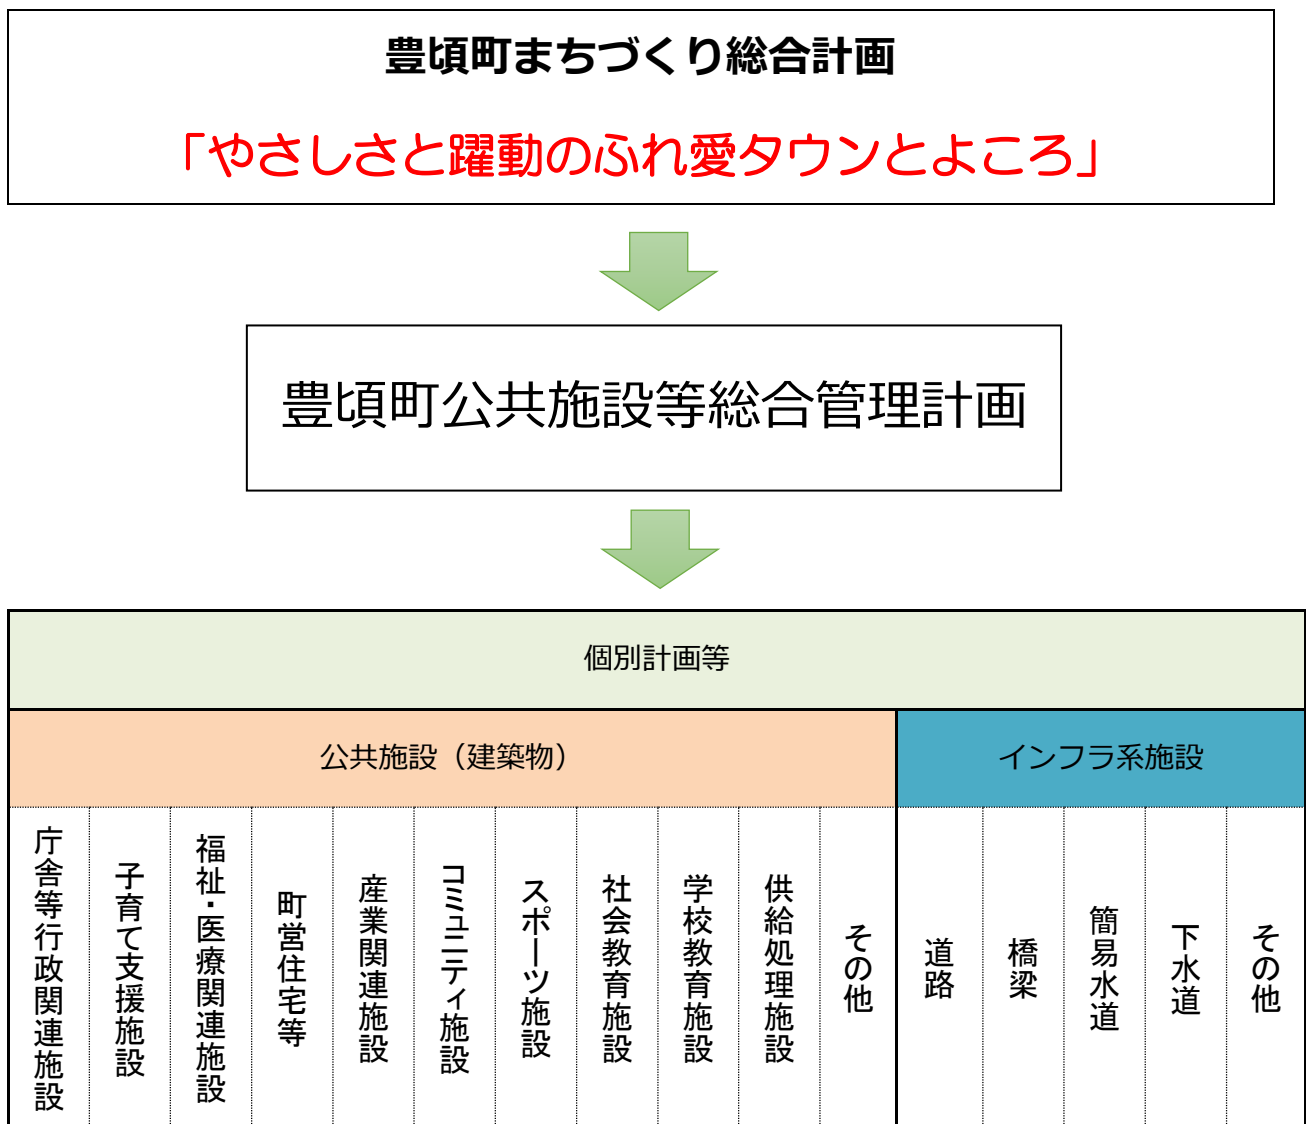 豊頃町まちづくり総合計画
「やさしさと躍動のふれ愛タウンとよころ」
豊頃町公共施設等総合管理計画
個別計画等
公共施設（建築物）
インフラ系施設
庁舎等行政関連施設
子育て支援施設
福祉・医療関連施設
町営住宅等
産業関連施設
コミュニティ施設
スポーツ施設
社会教育施設
学校教育施設
供給処理施設
その他
道路
橋梁
簡易水道
下水道
その他